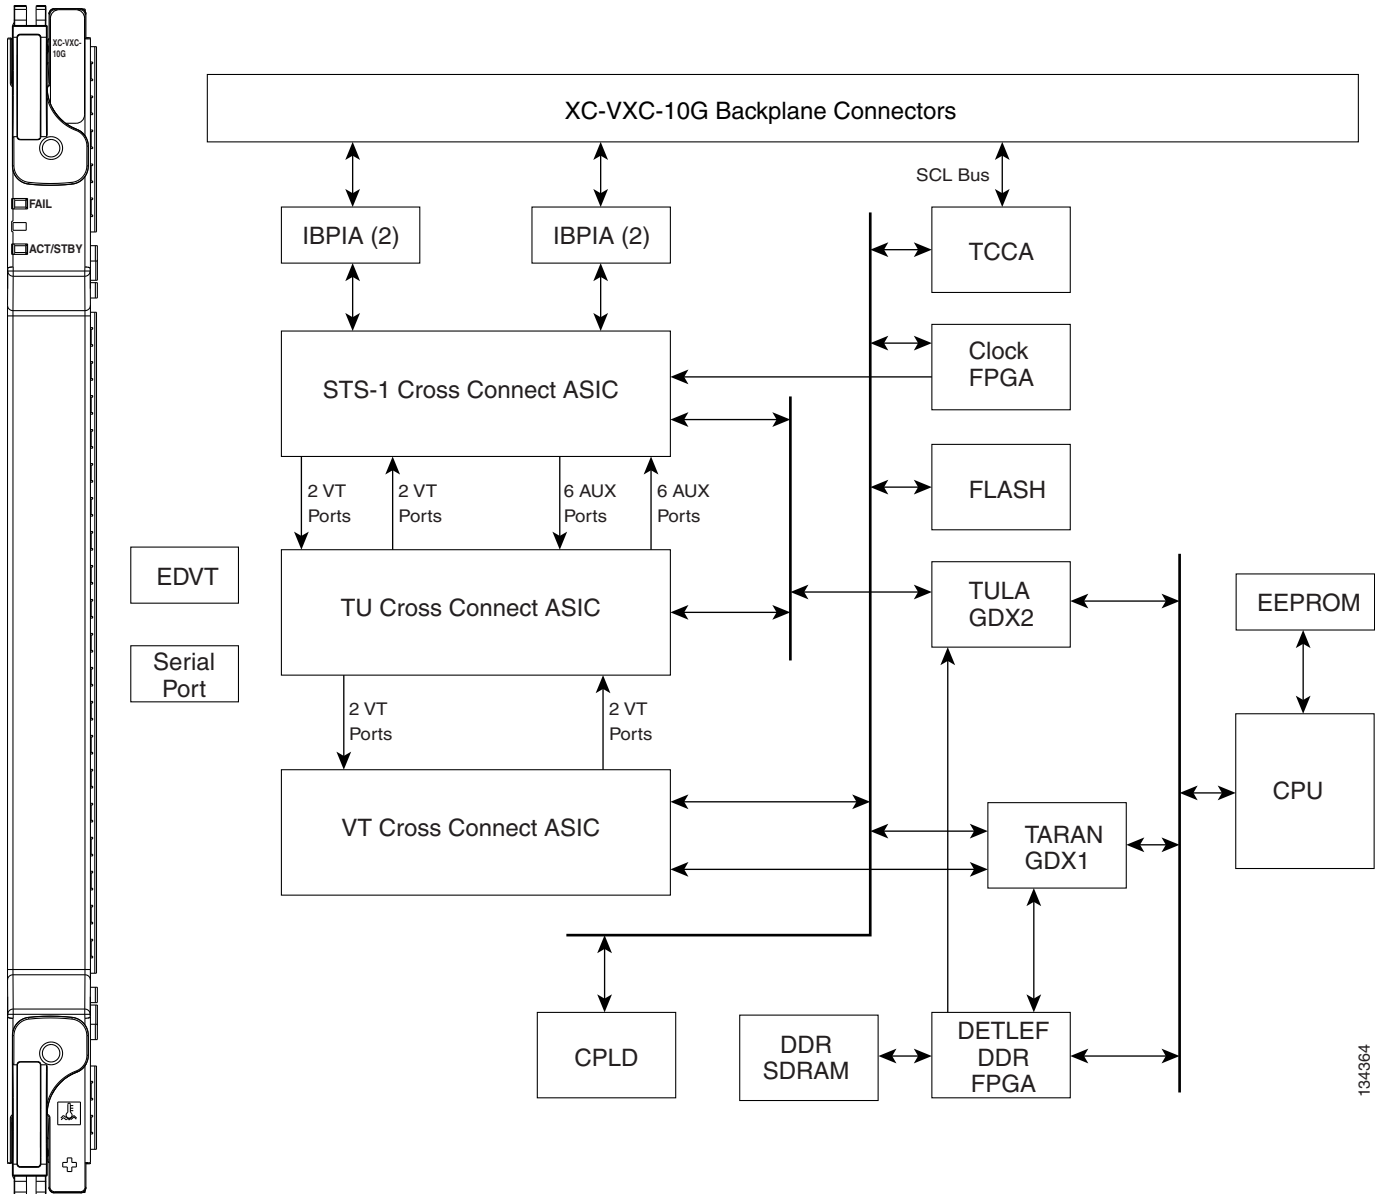 XC-VXC-
10G
FAIL
ACT/STBY
XC-VXC-10G Backplane Connectors
SCL Bus
IBPIA (2)
IBPIA (2)
TCCA
Clock
FPGA
STS-1 Cross Connect ASIC
FLASH
2 VT
Ports
2 VT
Ports
6 AUX
Ports
6 AUX
Ports
EDVT
TU Cross Connect ASIC
TULA
GDX2
EEPROM
Serial
Port
2 VT
Ports
2 VT
Ports
CPU
VT Cross Connect ASIC
TARAN
GDX1
CPLD
DDR
SDRAM
DETLEF
DDR
FPGA
134364